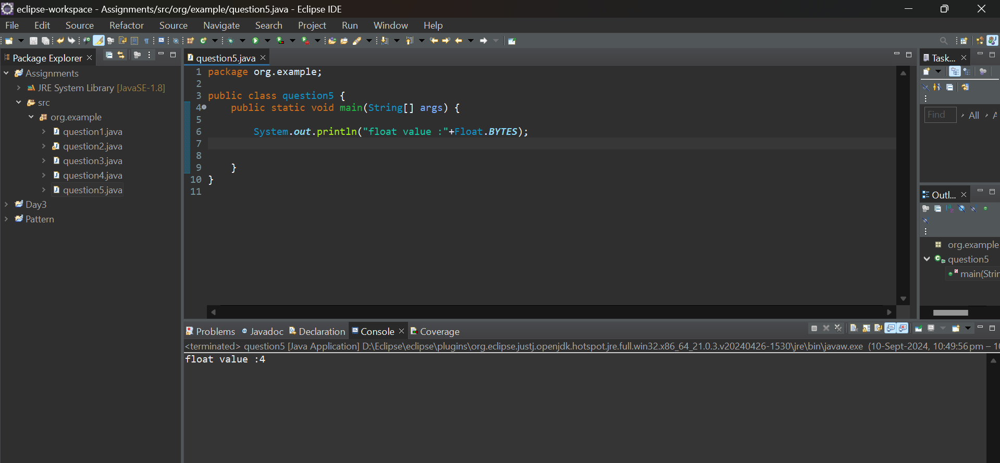 eclipse-workspace - Assignments/src/org/example/question5.java - Eclipse IDE
File Edit Source Refactor Source Navigate Search Project Run Window Help
Package Explorer
Assignments
JRE System Library [JavaSE-1.8]
src
org.example
question1.java
question2.java
question3.java
question4.java
question5.java
Day3
Pattern
question5.java
1 package org.example;
2
3 public class question5 {
4 public static void main(String[] args) {
5
6 System.out.println("float value :"+Float.BYTES);
7
8
9 }
10 }
11
Task...
Find All A
Outl...
org.example
question5
main(Strin
Problems Javadoc Declaration Console Coverage
<terminated> question5 [Java Application] D:\Eclipse\eclipse\plugins\org.eclipse.justj.openjdk.hotspot.jre.full.win32.x86_64_21.0.3.v20240426-1530\jre\bin\javaw.exe (10-Sept-2024, 10:49:56 pm – 10
float value :4